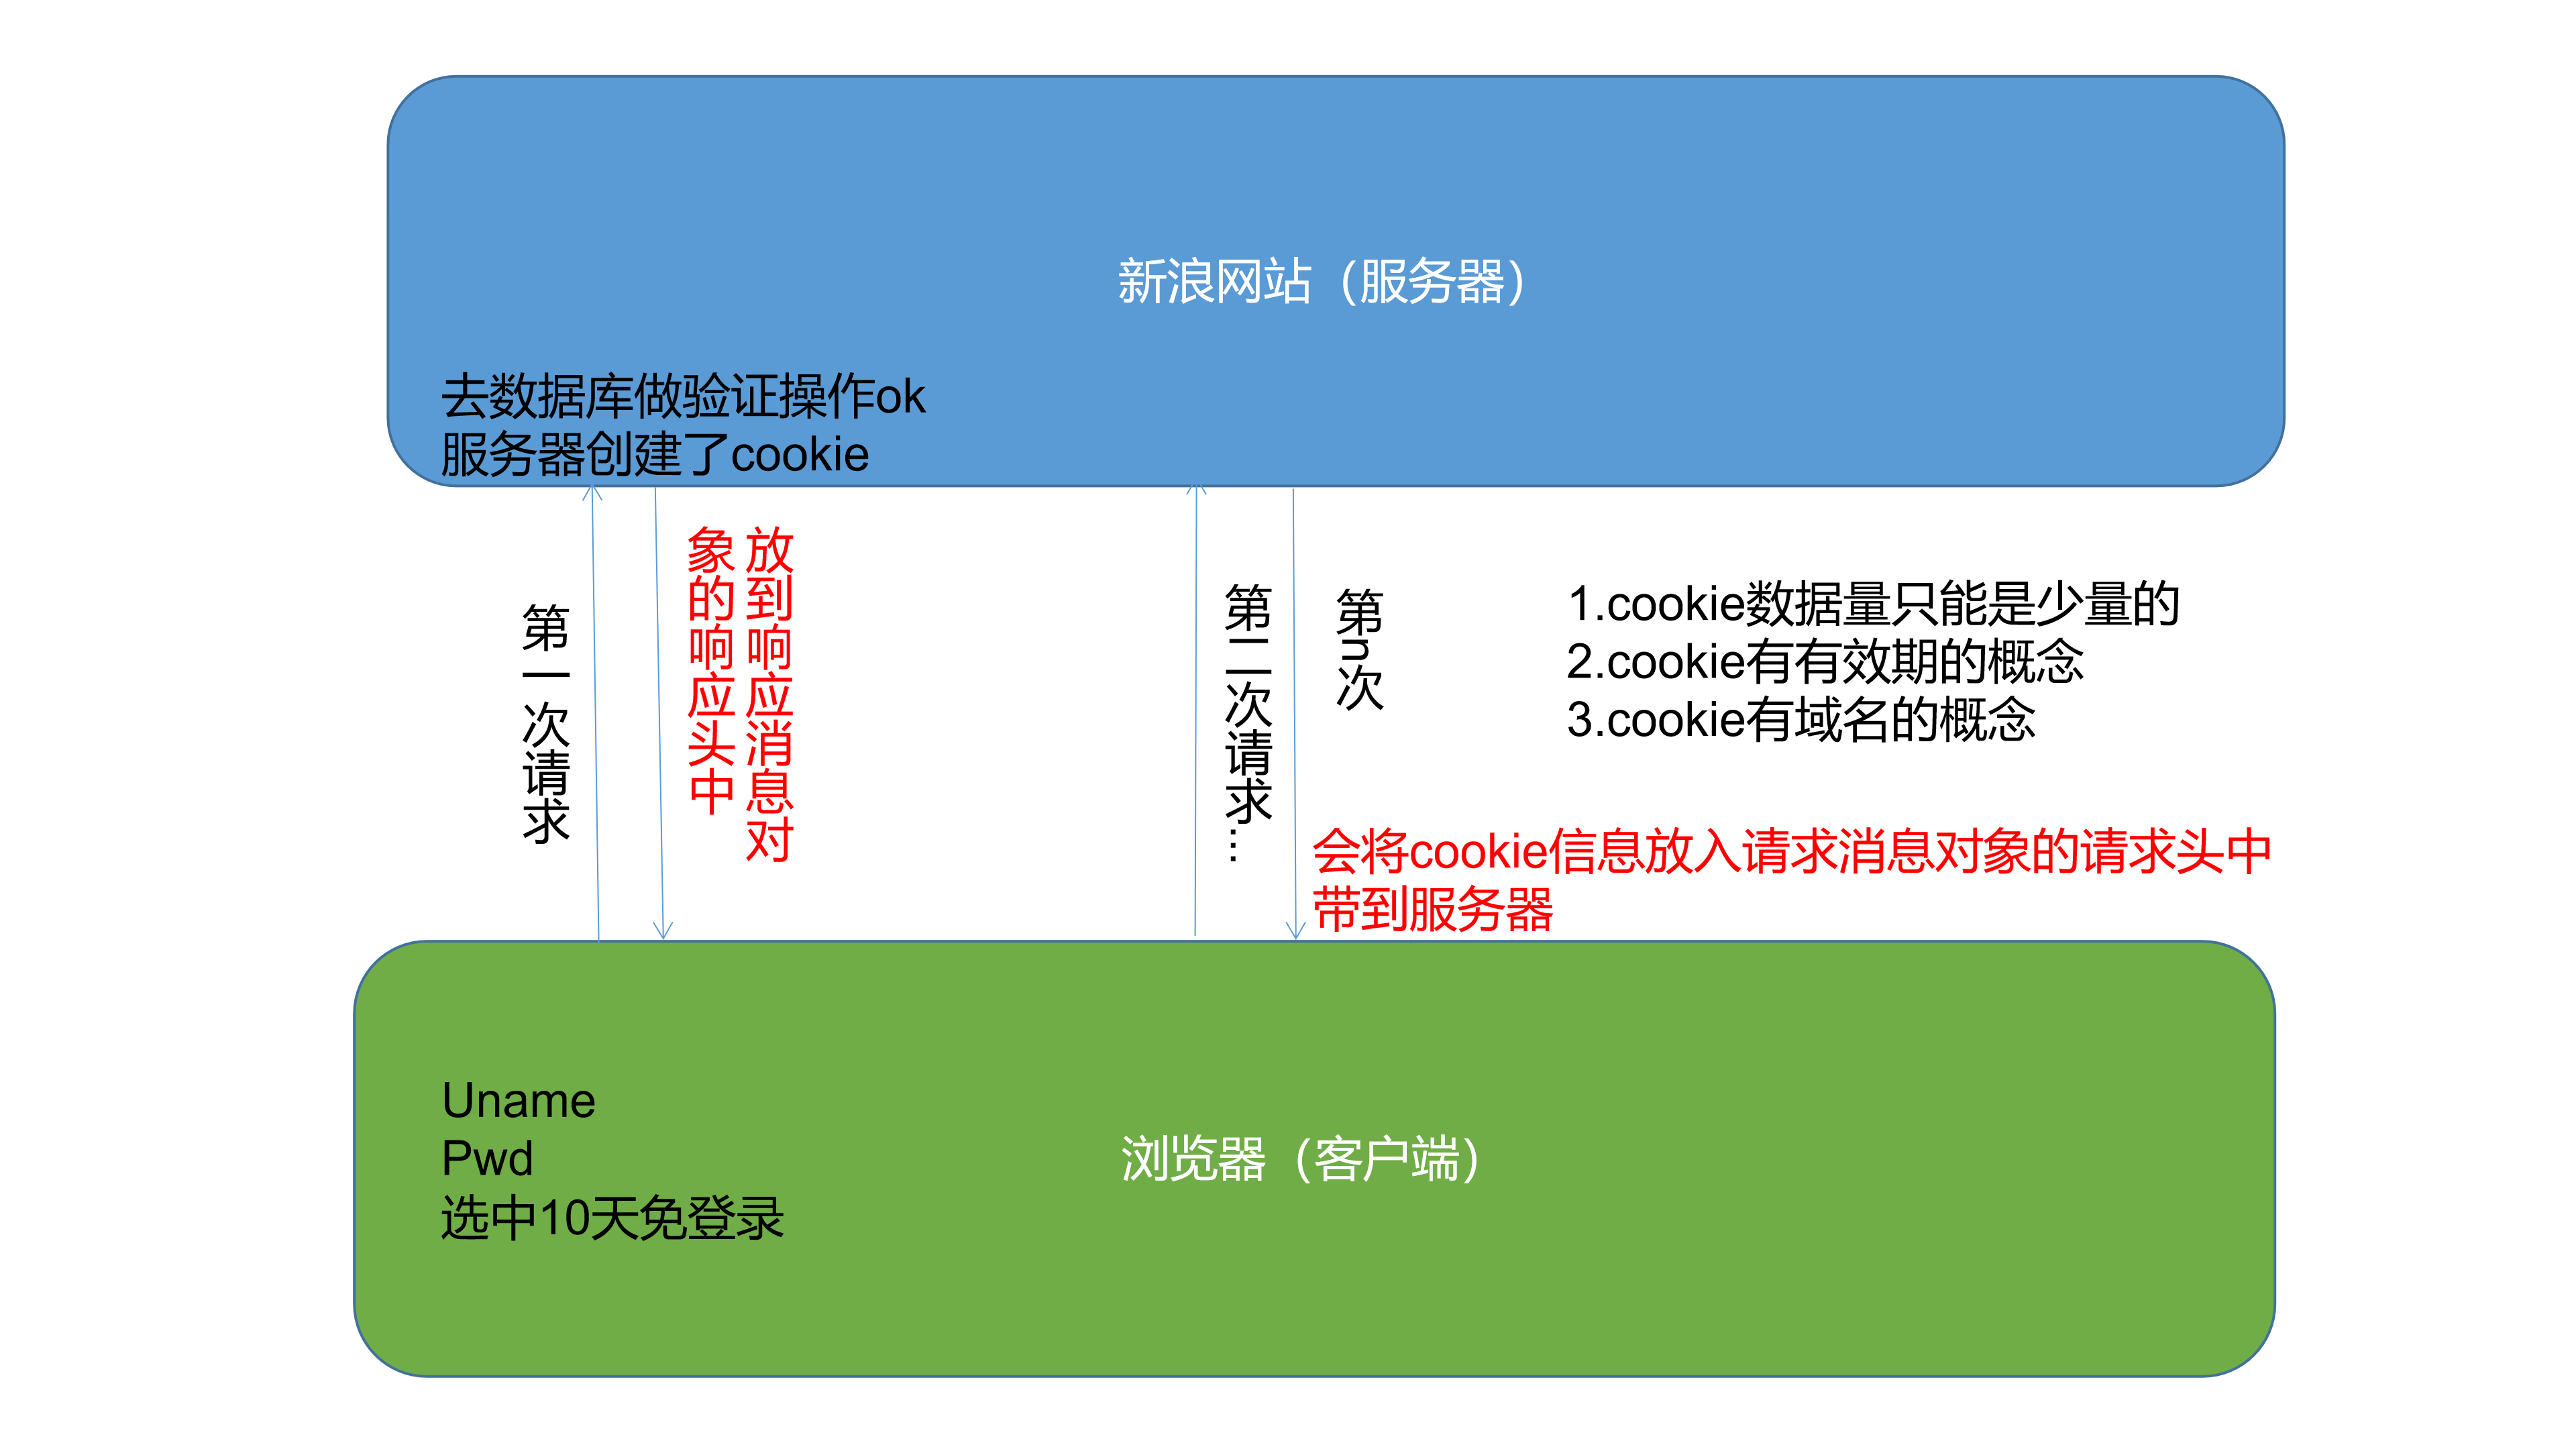 新浪网站（服务器）
去数据库做验证操作ok
服务器创建了cookie
第一次请求
放到响应消息对
象的响应头中
第二次请求…
第n次
1.cookie数据量只能是少量的
2.cookie有有效期的概念
3.cookie有域名的概念
会将cookie信息放入请求消息对象的请求头中
带到服务器
Uname
Pwd
选中10天免登录
浏览器（客户端）